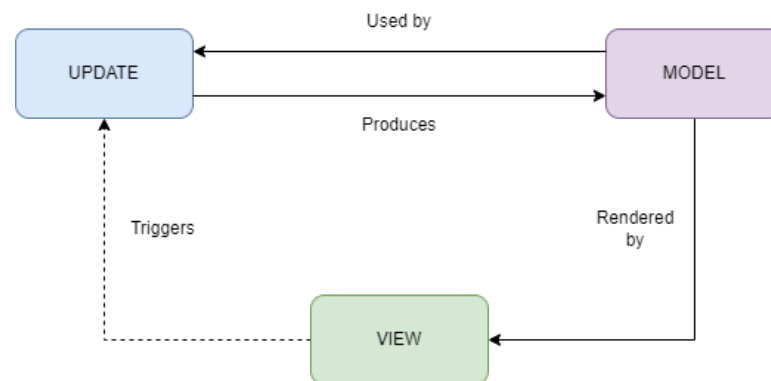 Used by
UPDATE
MODEL
Produces
Triggers
Rendered
by
VIEW